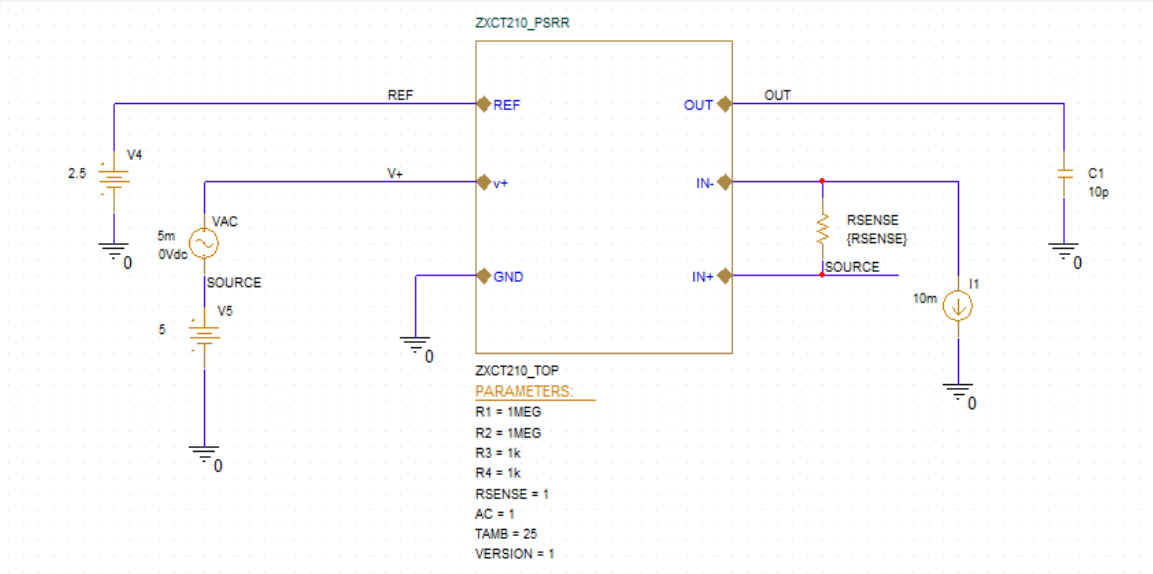 ZXCT210_PSRR
REF
REF
OUT
OUT
V4
2.5
V+
v+
IN-
C1
10p
VAC
5m
0Vdc
RSENSE
{RSENSE}
0
0
SOURCE
GND
IN+
SOURCE
I1
10m
V5
5
0
ZXCT210_TOP
PARAMETERS:
0
R1 = 1MEG
R2 = 1MEG
R3 = 1k
0
R4 = 1k
RSENSE = 1
AC = 1
TAMB = 25
VERSION = 1